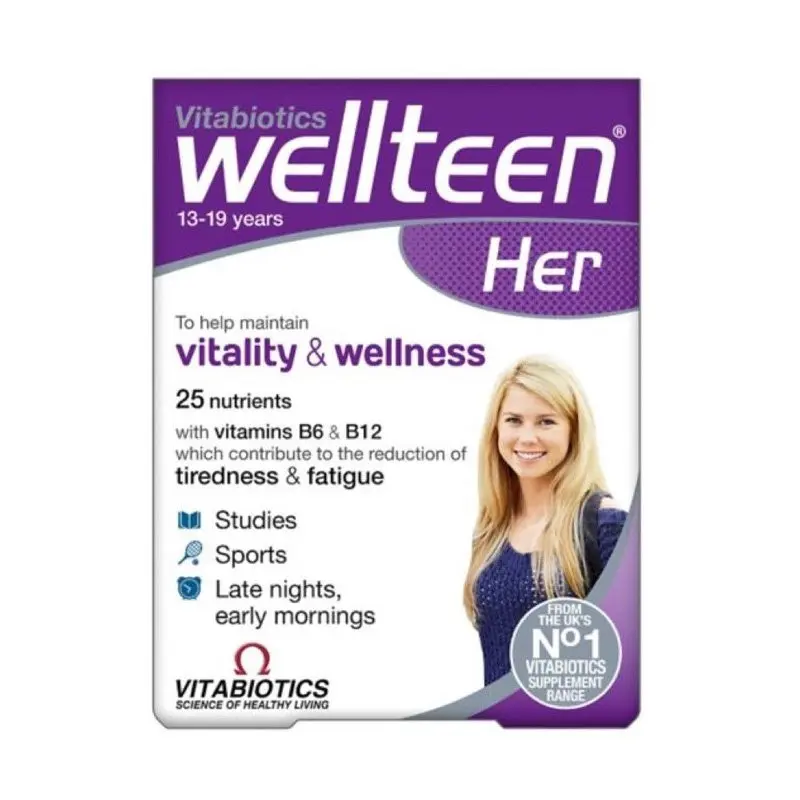 Vitabiotics
wellteen®
13-19 years
Her
To help maintain
vitality & wellness
25 nutrients
with vitamins B6 & B12
which contribute to the reduction of
tiredness & fatigue
Studies
Sports
Late nights,
early mornings
VITABIOTICS
SCIENCE OF HEALTHY LIVING
FROM
THE UK'S
Nº1
VITABIOTICS
SUPPLEMENT
RANGE